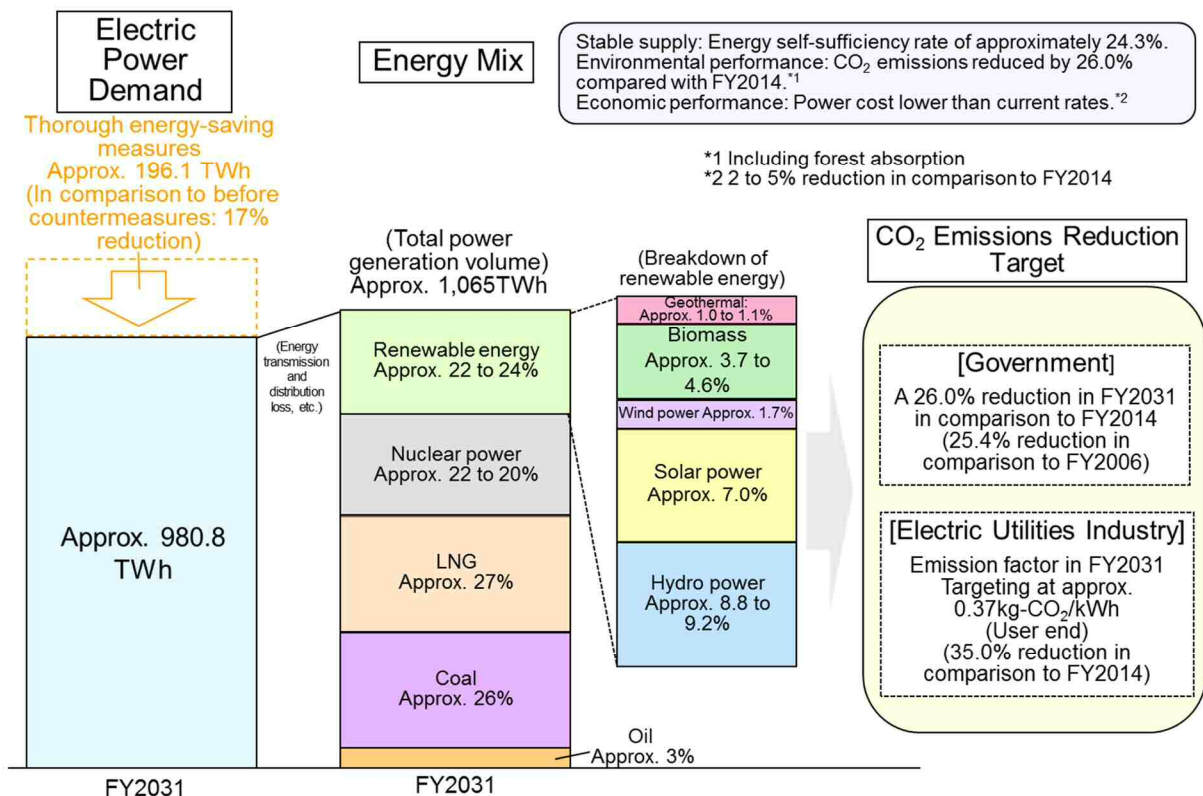 Electric
Power
Demand
Thorough energy-saving
measures
Approx. 196.1 TWh
(In comparison to before
countermeasures: 17%
reduction)
Approx. 980.8
TWh
FY2031
(Energy
transmission
and
distribution
loss, etc.)
Energy Mix
(Total power
generation volume)
Approx. 1,065TWh
Renewable energy
Approx. 22 to 24%
Nuclear power
Approx. 22 to 20%
LNG
Approx. 27%
Coal
Approx. 26%
Oil
Approx. 3%
FY2031
(Breakdown of
renewable energy)
Geothermal:
Approx. 1.0 to 1.1%
Biomass
Approx. 3.7 to
4.6%
Wind power Approx. 1.7%
Solar power
Approx. 7.0%
Hydro power
Approx. 8.8 to
9.2%
Stable supply: Energy self-sufficiency rate of approximately 24.3%.
Environmental performance: CO₂ emissions reduced by 26.0%
compared with FY2014.*1
Economic performance: Power cost lower than current rates.*2
*1 Including forest absorption
*2 2 to 5% reduction in comparison to FY2014
CO₂ Emissions Reduction
Target
[Government]
A 26.0% reduction in FY2031
in comparison to FY2014
(25.4% reduction in
comparison to FY2006)
[Electric Utilities Industry]
Emission factor in FY2031
Targeting at approx.
0.37kg-CO₂/kWh
(User end)
(35.0% reduction in
comparison to FY2014)